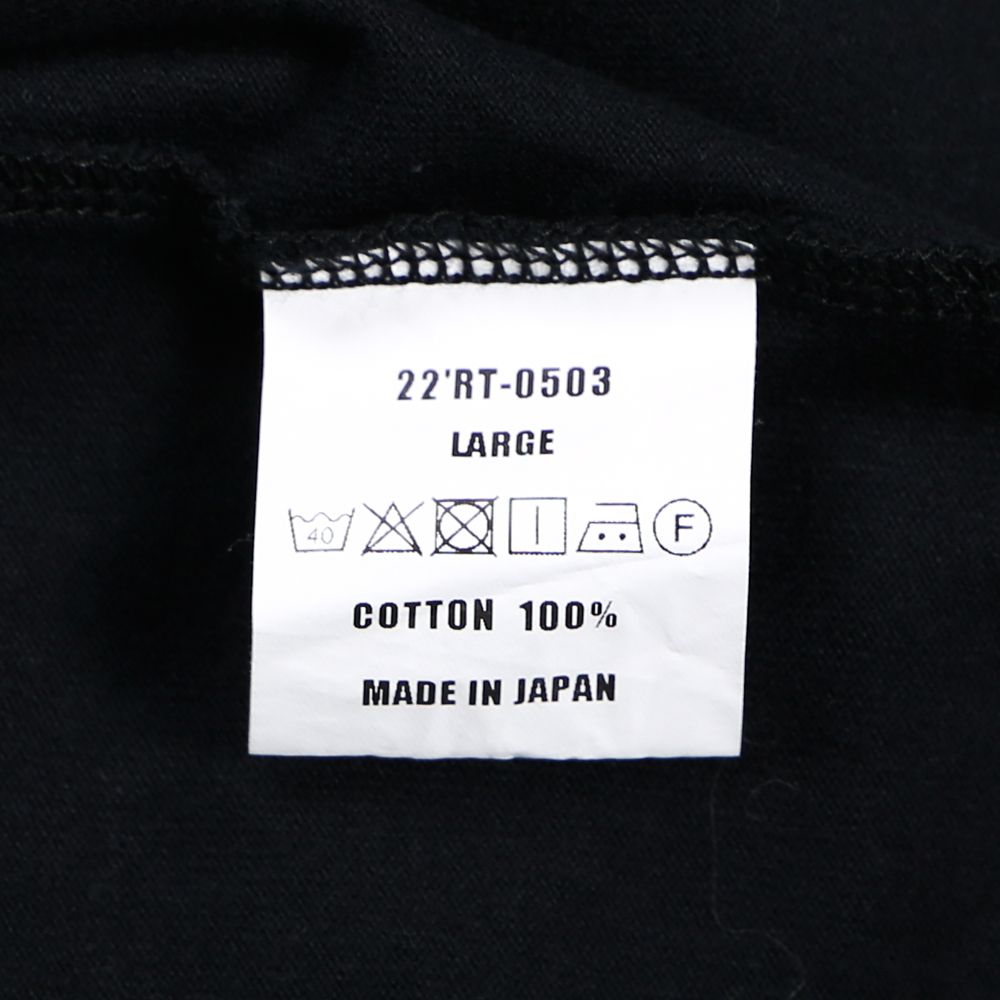 22'RT-0503
LARGE
40 F
COTTON 100%
MADE IN JAPAN